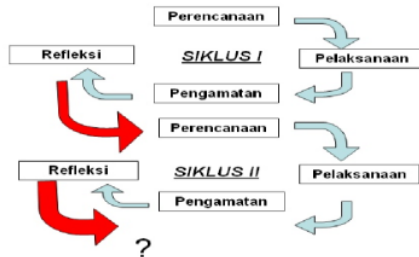 Perencanaan
Refleksi
SIKLUS I
Pelaksanaan
Pengamatan
Perencanaan
Refleksi
SIKLUS II
Pelaksanaan
Pengamatan
?